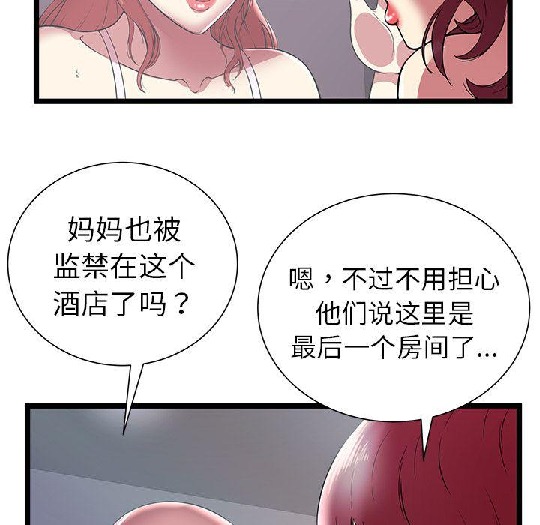 妈妈也被
监禁在这个
酒店了吗？
嗯，不过不用担心
他们说这里是
最后一个房间了...